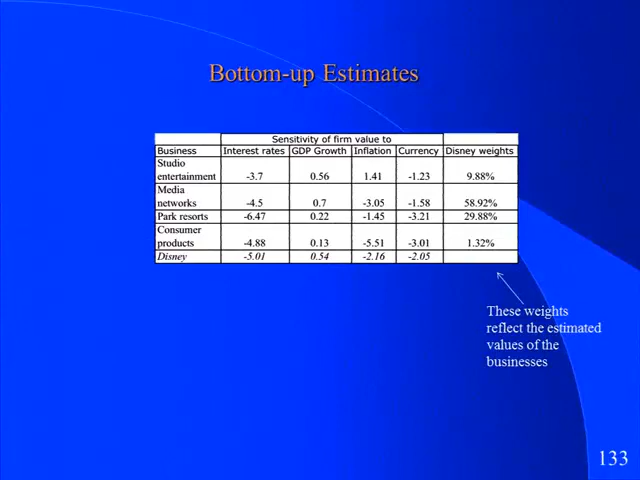 Bottom-up Estimates
Sensitivity of firm value to
Business Interest rates GDP Growth Inflation Currency Disney weights
Studio
entertainment -3.7 0.56 1.41 -1.23 9.88%
Media
networks -4.5 0.7 -3.05 -1.58 58.92%
Park resorts -6.47 0.22 -1.45 -3.21 29.88%
Consumer
products -4.88 0.13 -5.51 -3.01 1.32%
Disney -5.01 0.54 -2.16 -2.05
These weights
reflect the estimated
values of the
businesses
133